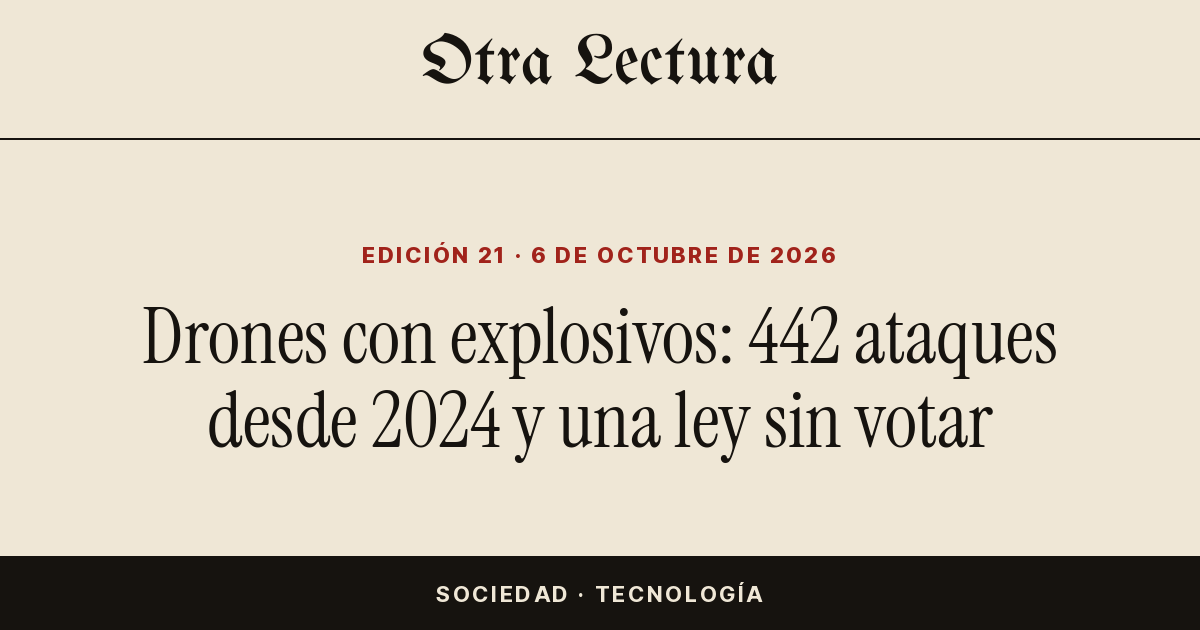 Otra Lectura
EDICIÓN 21 · 6 DE OCTUBRE DE 2026
Drones con explosivos: 442 ataques
desde 2024 y una ley sin votar
SOCIEDAD · TECNOLOGÍA